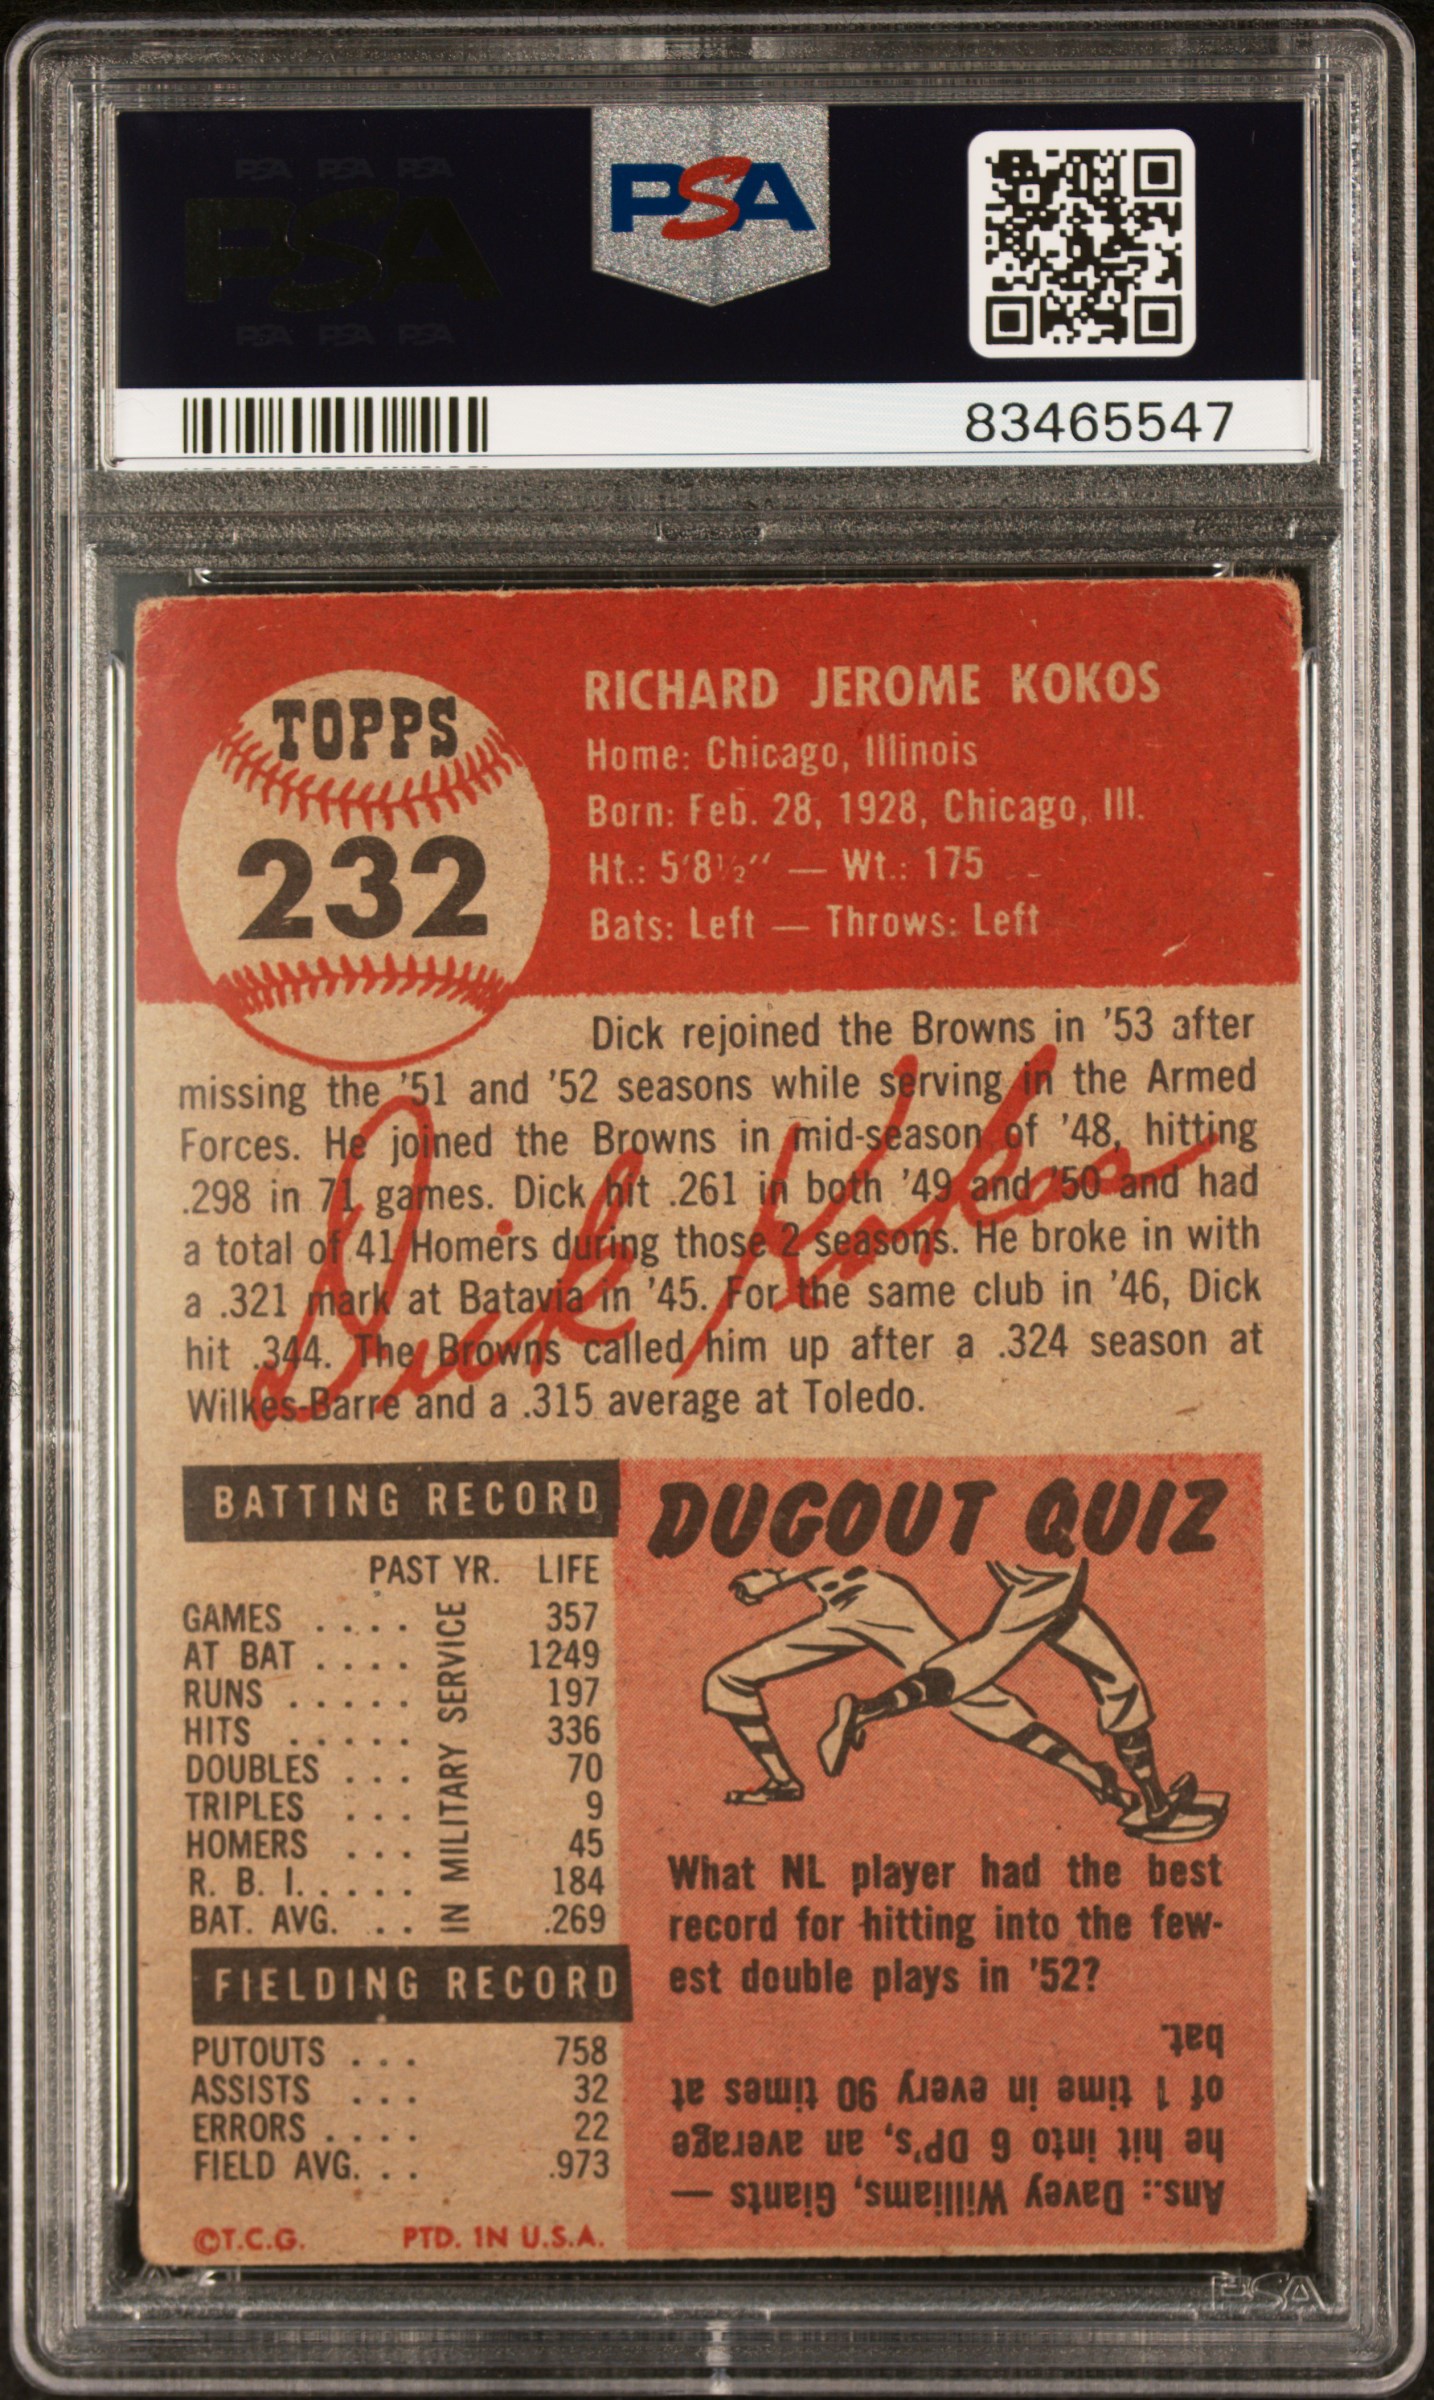 PSA PSA PSA
PSA
PSA PSA PSA
PSA
83465547
TOPPS
232
RICHARD JEROME KOKOS
Home: Chicago, Illinois
Born: Feb. 28, 1928, Chicago, Ill.
Ht.: 5'8½" — Wt.: 175
Bats: Left — Throws: Left
Dick rejoined the Browns in '53 after
missing the '51 and '52 seasons while serving in the Armed
Forces. He joined the Browns in mid-season of '48, hitting
.298 in 71 games. Dick hit .261 in both '49 and '50 and had
a total of 41 Homers during those 2 seasons. He broke in with
a .321 mark at Batavia in '45. For the same club in '46, Dick
hit .344. The Browns called him up after a .324 season at
Wilkes-Barre and a .315 average at Toledo.
Dick Kokos
BATTING RECORD
PAST YR. LIFE
GAMES . . . . 357
AT BAT . . . . 1249
RUNS . . . . . 197
HITS . . . . . 336
DOUBLES . . . 70
TRIPLES . . . 9
HOMERS . . . 45
R. B. I. . . . . . 184
BAT. AVG. . . . .269
IN MILITARY SERVICE
FIELDING RECORD
PUTOUTS . . . 758
ASSISTS . . . 32
ERRORS . . . . 22
FIELD AVG. . . .973
©T.C.G. PTD. IN U.S.A.
DUGOUT QUIZ
What NL player had the best
record for hitting into the few-
est double plays in '52?
Ans.: Davey Williams, Giants —
he hit into 6 DP's, an average
of 1 time in every 90 times at
bat.
PSA